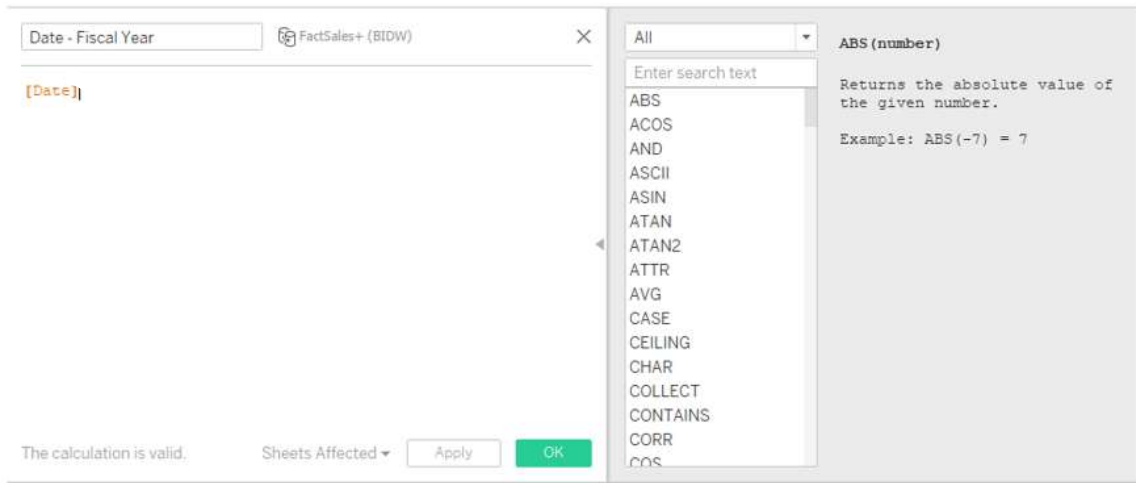 Date - Fiscal Year
FactSales+ (BIDW)
[Date]
The calculation is valid.
Sheets Affected
Apply
OK
All
Enter search text
ABS
ACOS
AND
ASCII
ASIN
ATAN
ATAN2
ATTR
AVG
CASE
CEILING
CHAR
COLLECT
CONTAINS
CORR
COS
ABS(number)
Returns the absolute value of
the given number.
Example: ABS(-7) = 7